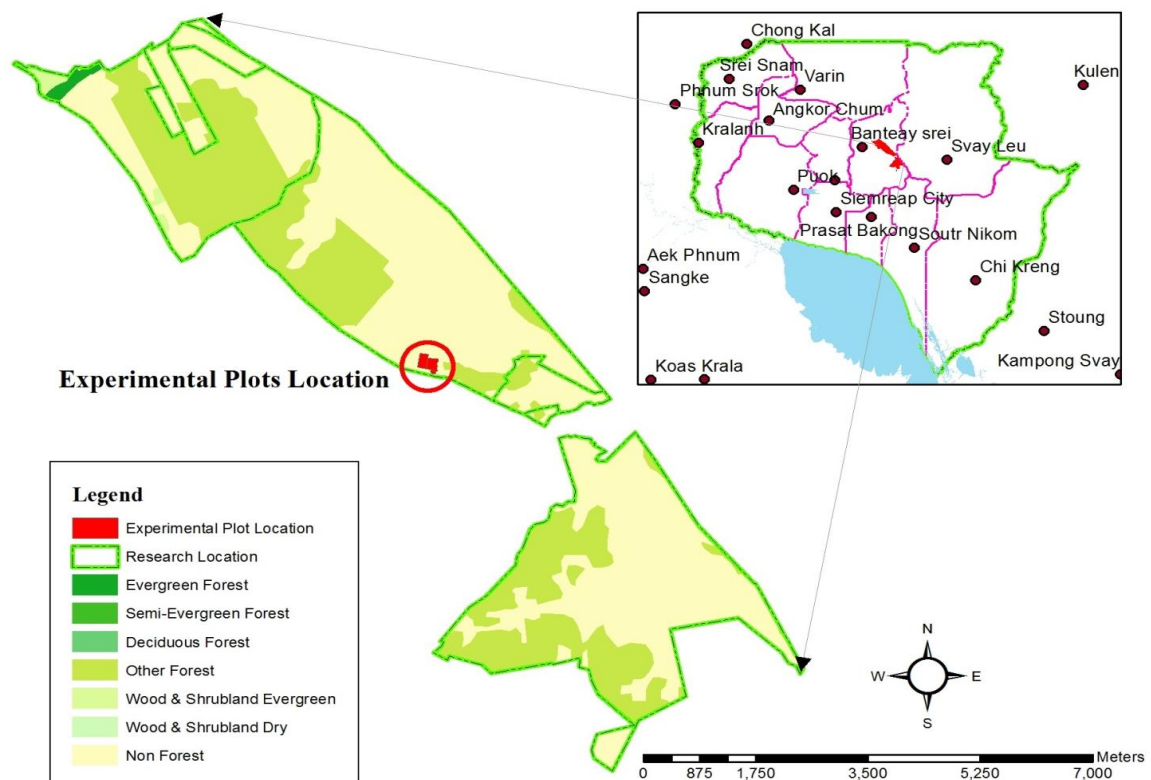 Chong Kal
Srei Snam
Varin
Kulen
Phnum Srok
Angkor Chum
Kralanh
Banteay srei
Svay Leu
Puok
Siemreap City
Prasat Bakong
Soutr Nikom
Aek Phnum
Chi Kreng
Sangke
Stoung
Koas Krala
Kampong Svay
Experimental Plots Location
Legend
Experimental Plot Location
Research Location
Evergreen Forest
Semi-Evergreen Forest
Deciduous Forest
Other Forest
Wood & Shrubland Evergreen
Wood & Shrubland Dry
Non Forest
N
W E
S
Meters
0 875 1,750 3,500 5,250 7,000